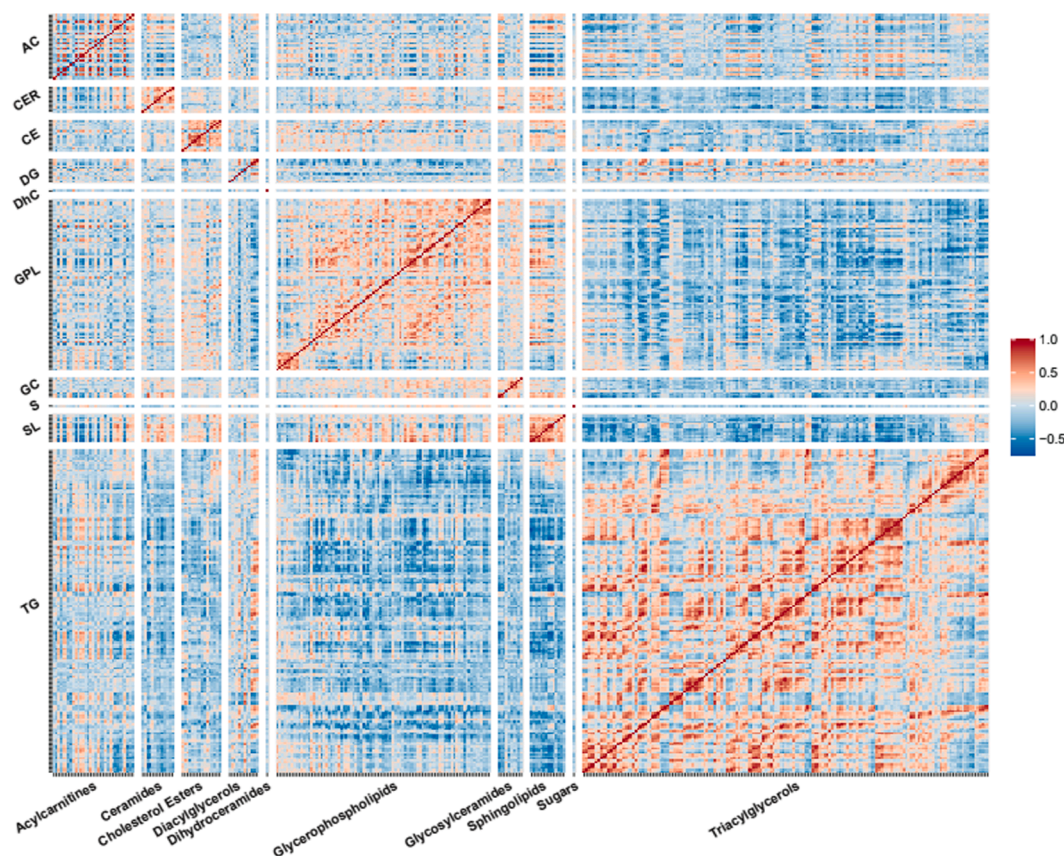 AC
CER
CE
DG
DhC
GPL
GC
S
SL
TG
1.0
0.5
0.0
−0.5
Acylcarnitines
Ceramides
Cholesterol Esters
Diacylglycerols
Dihydroceramides
Glycerophospholipids
Glycosylceramides
Sphingolipids
Sugars
Triacylglycerols